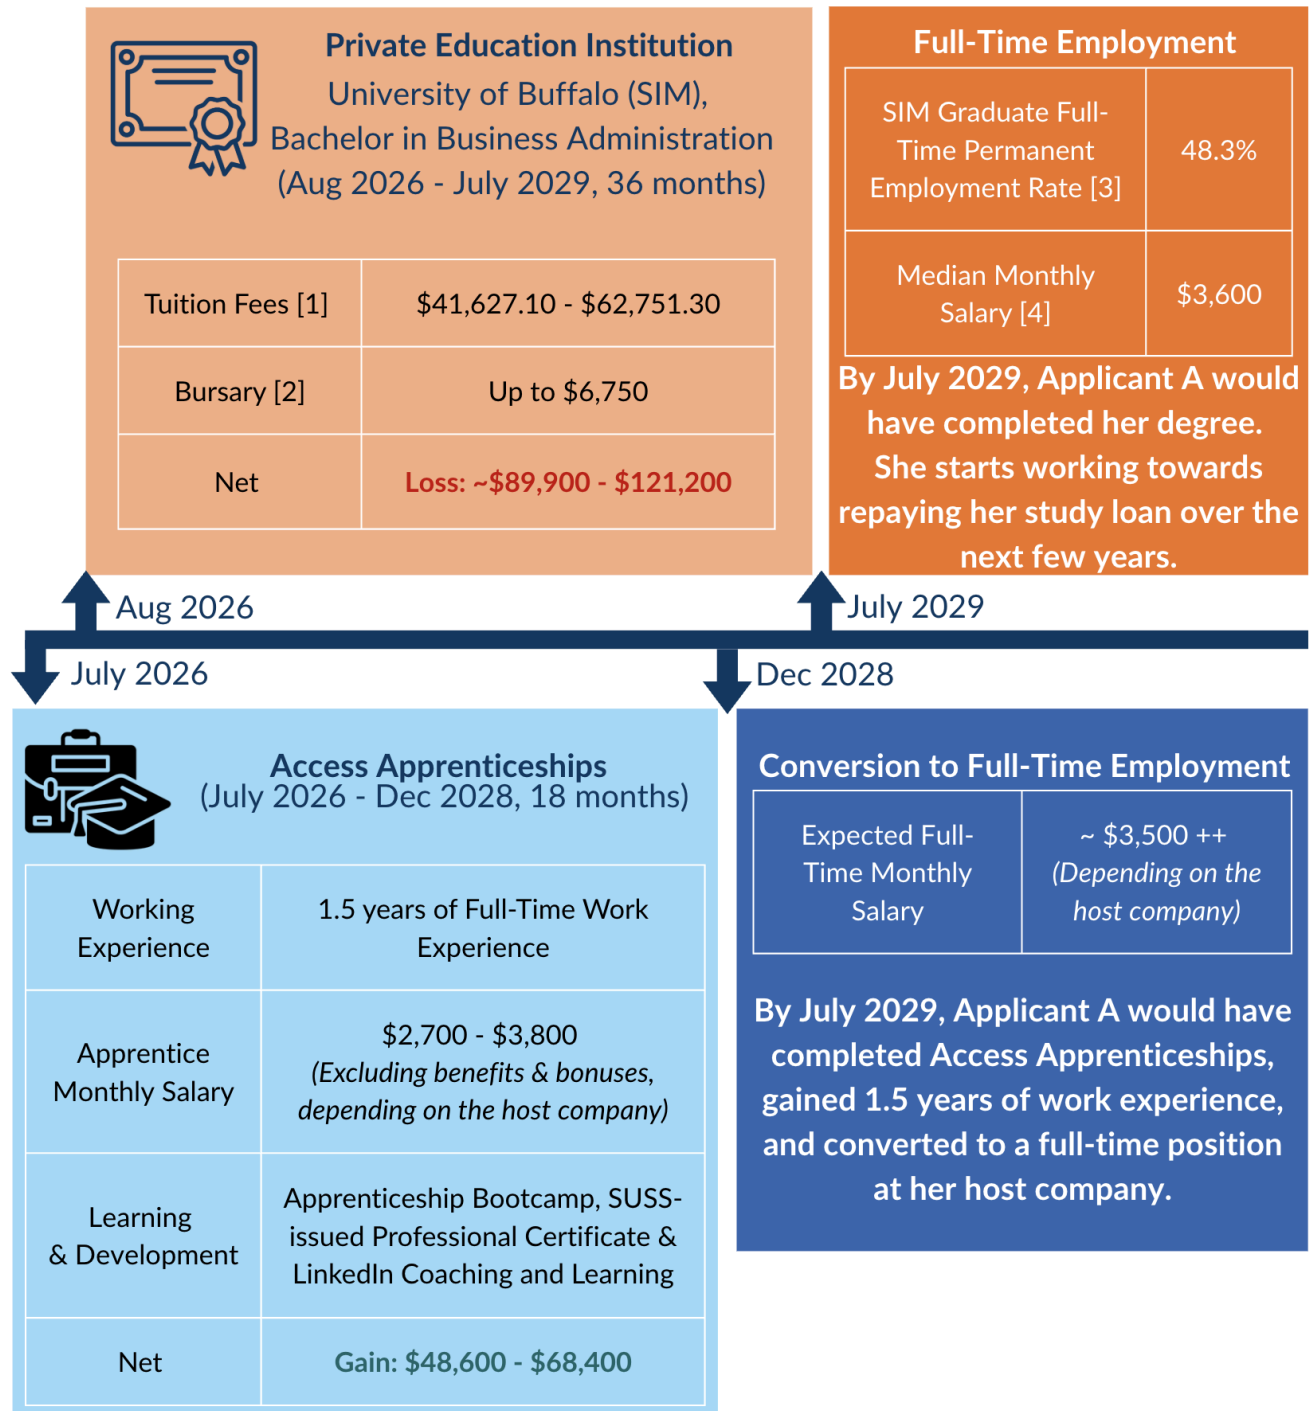 Private Education Institution
University of Buffalo (SIM),
Bachelor in Business Administration
(Aug 2026 - July 2029, 36 months)
Tuition Fees [1]
$41,627.10 - $62,751.30
Bursary [2]
Up to $6,750
Net
Loss: ~$89,900 - $121,200
Full-Time Employment
SIM Graduate Full-
Time Permanent
Employment Rate [3]
48.3%
Median Monthly
Salary [4]
$3,600
By July 2029, Applicant A would
have completed her degree.
She starts working towards
repaying her study loan over the
next few years.
Aug 2026
July 2029
July 2026
Dec 2028
Access Apprenticeships
(July 2026 - Dec 2028, 18 months)
Working
Experience
1.5 years of Full-Time Work
Experience
Apprentice
Monthly Salary
$2,700 - $3,800
(Excluding benefits & bonuses,
depending on the host company)
Learning
& Development
Apprenticeship Bootcamp, SUSS-
issued Professional Certificate &
LinkedIn Coaching and Learning
Net
Gain: $48,600 - $68,400
Conversion to Full-Time Employment
Expected Full-
Time Monthly
Salary
~ $3,500 ++
(Depending on the
host company)
By July 2029, Applicant A would have
completed Access Apprenticeships,
gained 1.5 years of work experience,
and converted to a full-time position
at her host company.